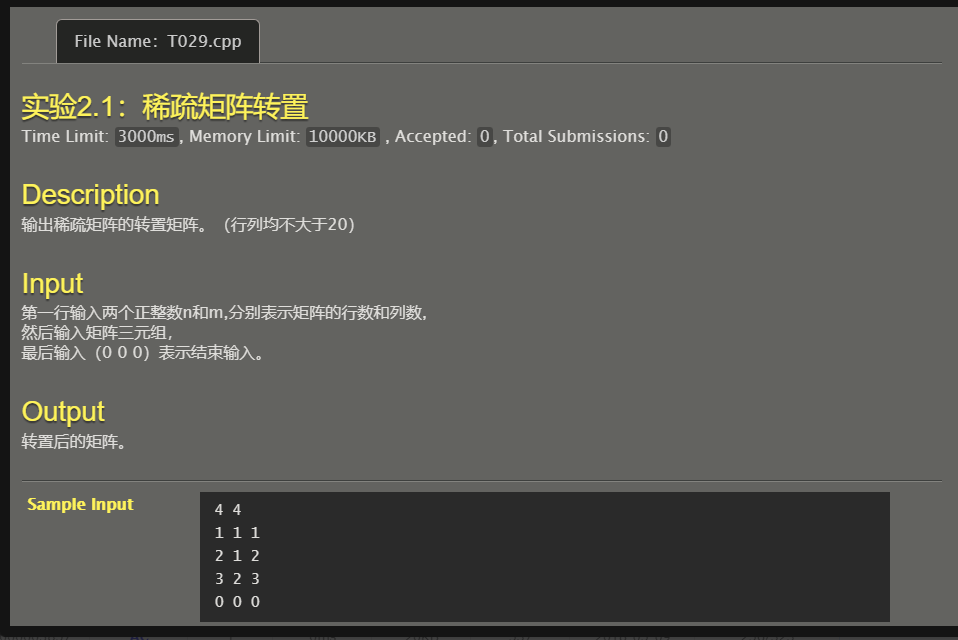 File Name: T029.cpp
实验2.1：稀疏矩阵转置
Time Limit: 3000ms, Memory Limit: 10000KB , Accepted: 0, Total Submissions: 0
Description
输出稀疏矩阵的转置矩阵。（行列均不大于20）
Input
第一行输入两个正整数n和m,分别表示矩阵的行数和列数,
然后输入矩阵三元组,
最后输入（0 0 0）表示结束输入。
Output
转置后的矩阵。
Sample Input
4 4
1 1 1
2 1 2
3 2 3
0 0 0